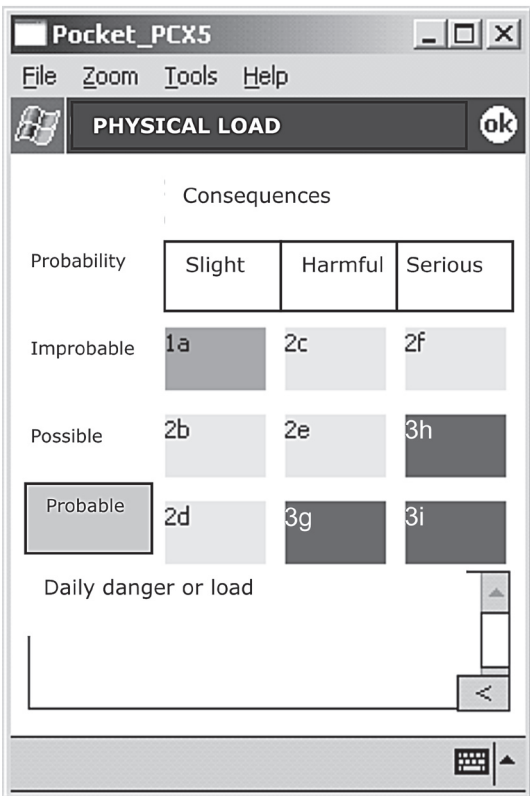 Pocket_PCX5
File Zoom Tools Help
PHYSICAL LOAD ok
Consequences
Probability Slight Harmful Serious
Improbable 1a 2c 2f
Possible 2b 2e 3h
Probable 2d 3g 3i
Daily danger or load
<